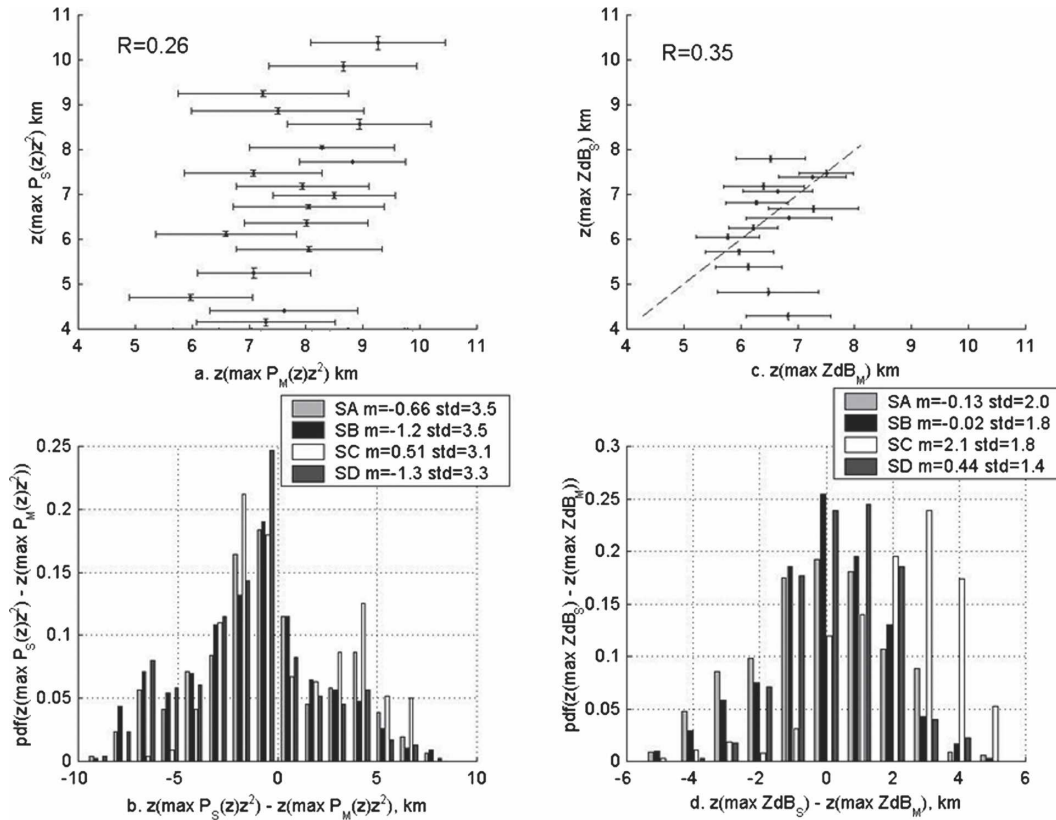 R=0.26
11
10
9
8
7
6
5
4
z(max P_S(z)z²) km
4 5 6 7 8 9 10 11
a. z(max P_M(z)z²) km
R=0.35
11
10
9
8
7
6
5
4
z(max ZdB_S) km
4 5 6 7 8 9 10 11
c. z(max ZdB_M) km
SA m=-0.66 std=3.5
SB m=-1.2 std=3.5
SC m=0.51 std=3.1
SD m=-1.3 std=3.3
0.25
0.2
0.15
0.1
0.05
0
pdf(z(max P_S(z)z²) - z(max P_M(z)z²))
-10 -5 0 5 10
b. z(max P_S(z)z²) - z(max P_M(z)z²), km
SA m=-0.13 std=2.0
SB m=-0.02 std=1.8
SC m=2.1 std=1.8
SD m=0.44 std=1.4
0.3
0.25
0.2
0.15
0.1
0.05
0
pdf(z(max ZdB_S) - z(max ZdB_M))
-6 -4 -2 0 2 4 6
d. z(max ZdB_S) - z(max ZdB_M), km